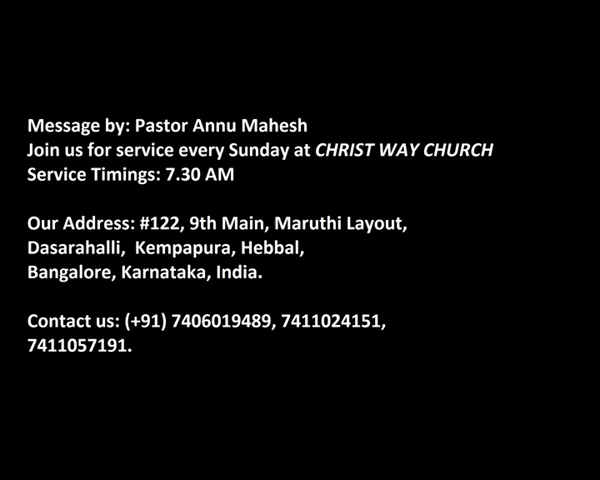 Message by: Pastor Annu Mahesh
Join us for service every Sunday at CHRIST WAY CHURCH
Service Timings: 7.30 AM
Our Address: #122, 9th Main, Maruthi Layout,
Dasarahalli,  Kempapura, Hebbal,
Bangalore, Karnataka, India.
Contact us: (+91) 7406019489, 7411024151,
7411057191.